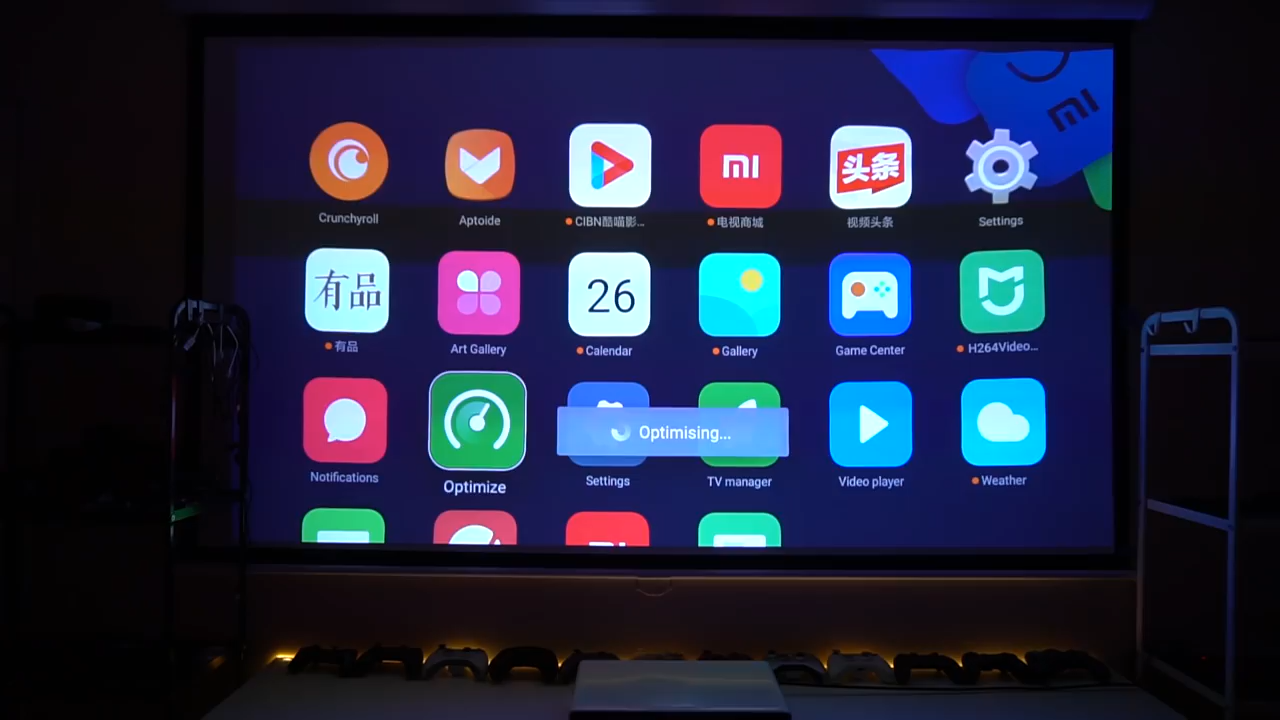 mi
头条
Crunchyroll
Aptoide
CIBN酷喵影...
电视商城
视频头条
Settings
有品
26
有品
Art Gallery
Calendar
Gallery
Game Center
H264Video...
Optimising...
Notifications
Optimize
Settings
TV manager
Video player
Weather